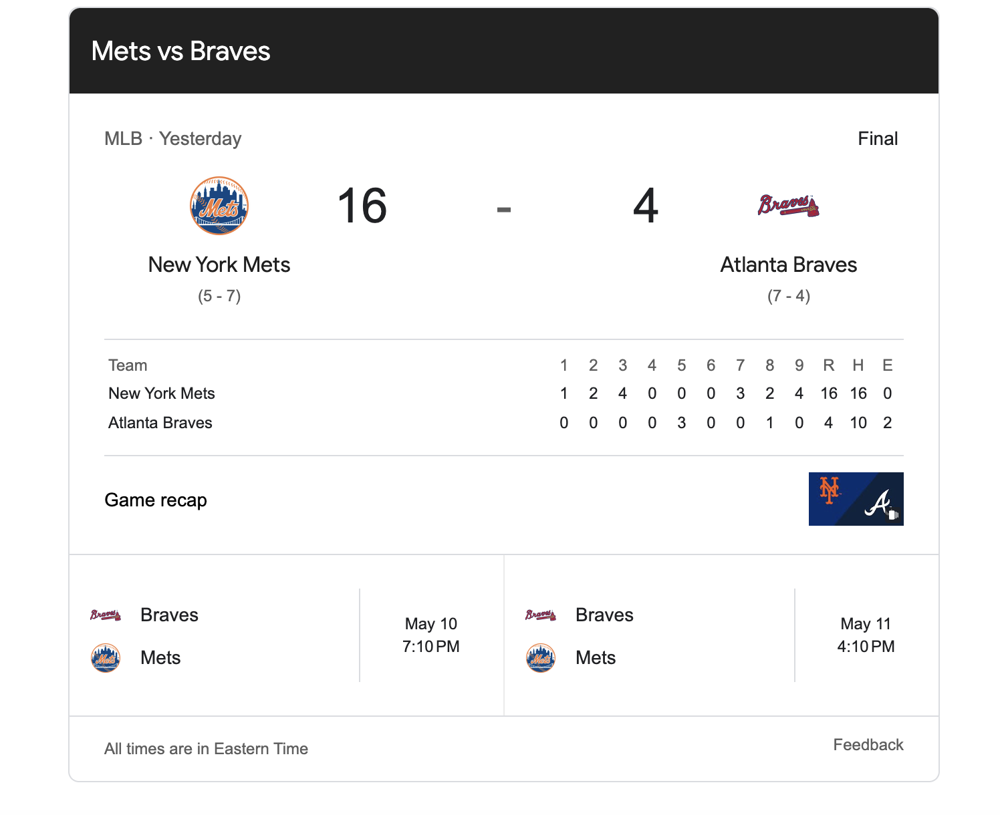 Mets vs Braves
MLB · Yesterday
Final
Mets
16 - 4
Braves
New York Mets
Atlanta Braves
(5 - 7)
(7 - 4)
Team 1 2 3 4 5 6 7 8 9 R H E
New York Mets 1 2 4 0 0 0 3 2 4 16 16 0
Atlanta Braves 0 0 0 0 3 0 0 1 0 4 10 2
Game recap
NY
A
Braves
Braves
Mets
Mets
May 10
7:10 PM
Braves
Braves
Mets
Mets
May 11
4:10 PM
All times are in Eastern Time
Feedback